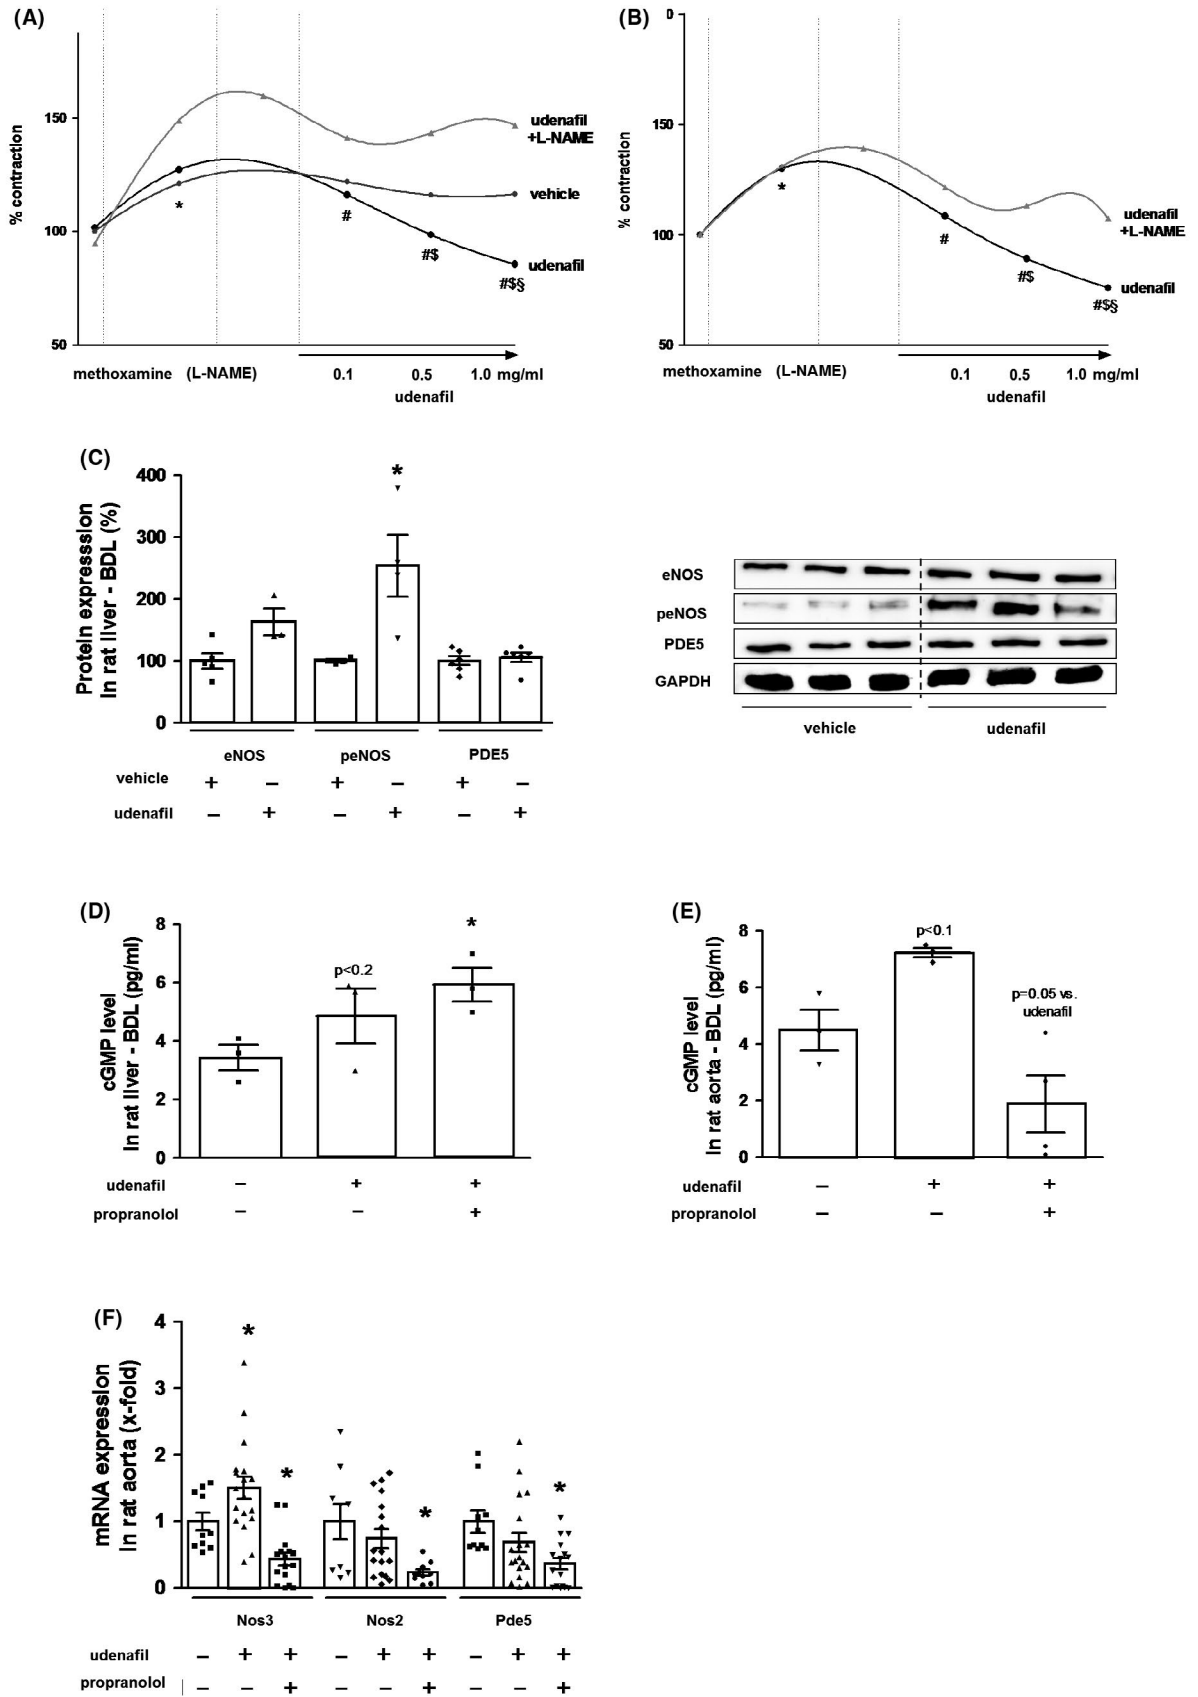 (A)
% contraction
150
100
50
udenafil
+L-NAME
vehicle
udenafil
*
#
#$
#$§
methoxamine (L-NAME) 0.1 0.5 1.0 mg/ml
udenafil
(B)
% contraction
0
150
100
50
udenafil
+L-NAME
udenafil
*
#
#$
#$§
methoxamine (L-NAME) 0.1 0.5 1.0 mg/ml
udenafil
(C)
Protein expresssion
In rat liver - BDL (%)
400
300
200
100
0
*
eNOS peNOS PDE5
vehicle + – + – + –
udenafil – + – + – +
eNOS
peNOS
PDE5
GAPDH
vehicle udenafil
(D)
cGMP level
In rat liver - BDL (pg/ml)
8
6
4
2
0
p<0.2
*
udenafil – + +
propranolol – – +
(E)
cGMP level
In rat aorta - BDL (pg/ml)
8
6
4
2
0
p<0.1
p=0.05 vs.
udenafil
udenafil – + +
propranolol – – +
(F)
mRNA expression
In rat aorta (x-fold)
4
3
2
1
0
* * * *
Nos3 Nos2 Pde5
udenafil – + + – + + – + +
propranolol – – + – – + – – +